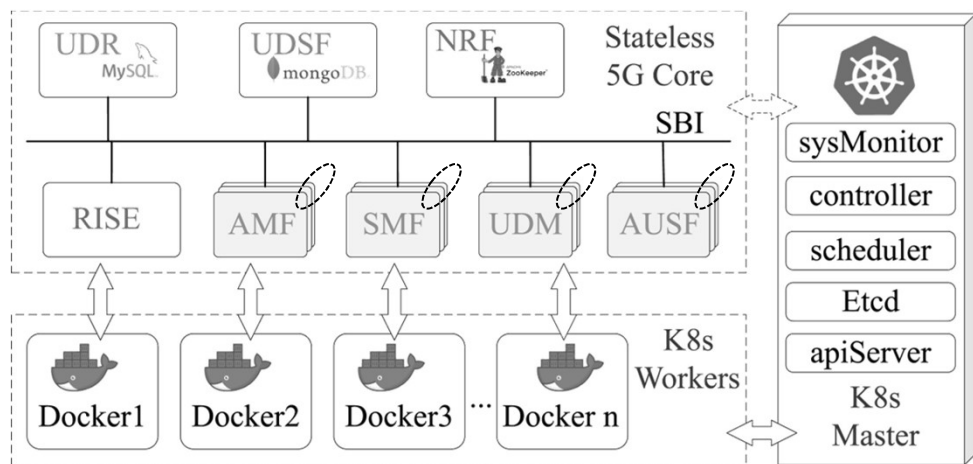 UDR
MySQL
UDSF
mongoDB
NRF
ZooKeeper
Stateless
5G Core
SBI
RISE
AMF
SMF
UDM
AUSF
Docker1
Docker2
Docker3
...
Docker n
K8s
Workers
sysMonitor
controller
scheduler
Etcd
apiServer
K8s
Master